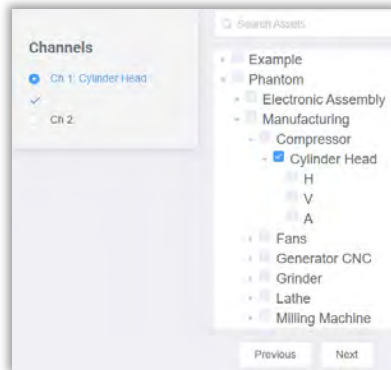 Channels
Ch 1: Cylinder Head
Ch 2
Search Assets
Example
Phantom
Electronic Assembly
Manufacturing
Compressor
Cylinder Head
H
V
A
Fans
Generator CNC
Grinder
Lathe
Milling Machine
Previous
Next